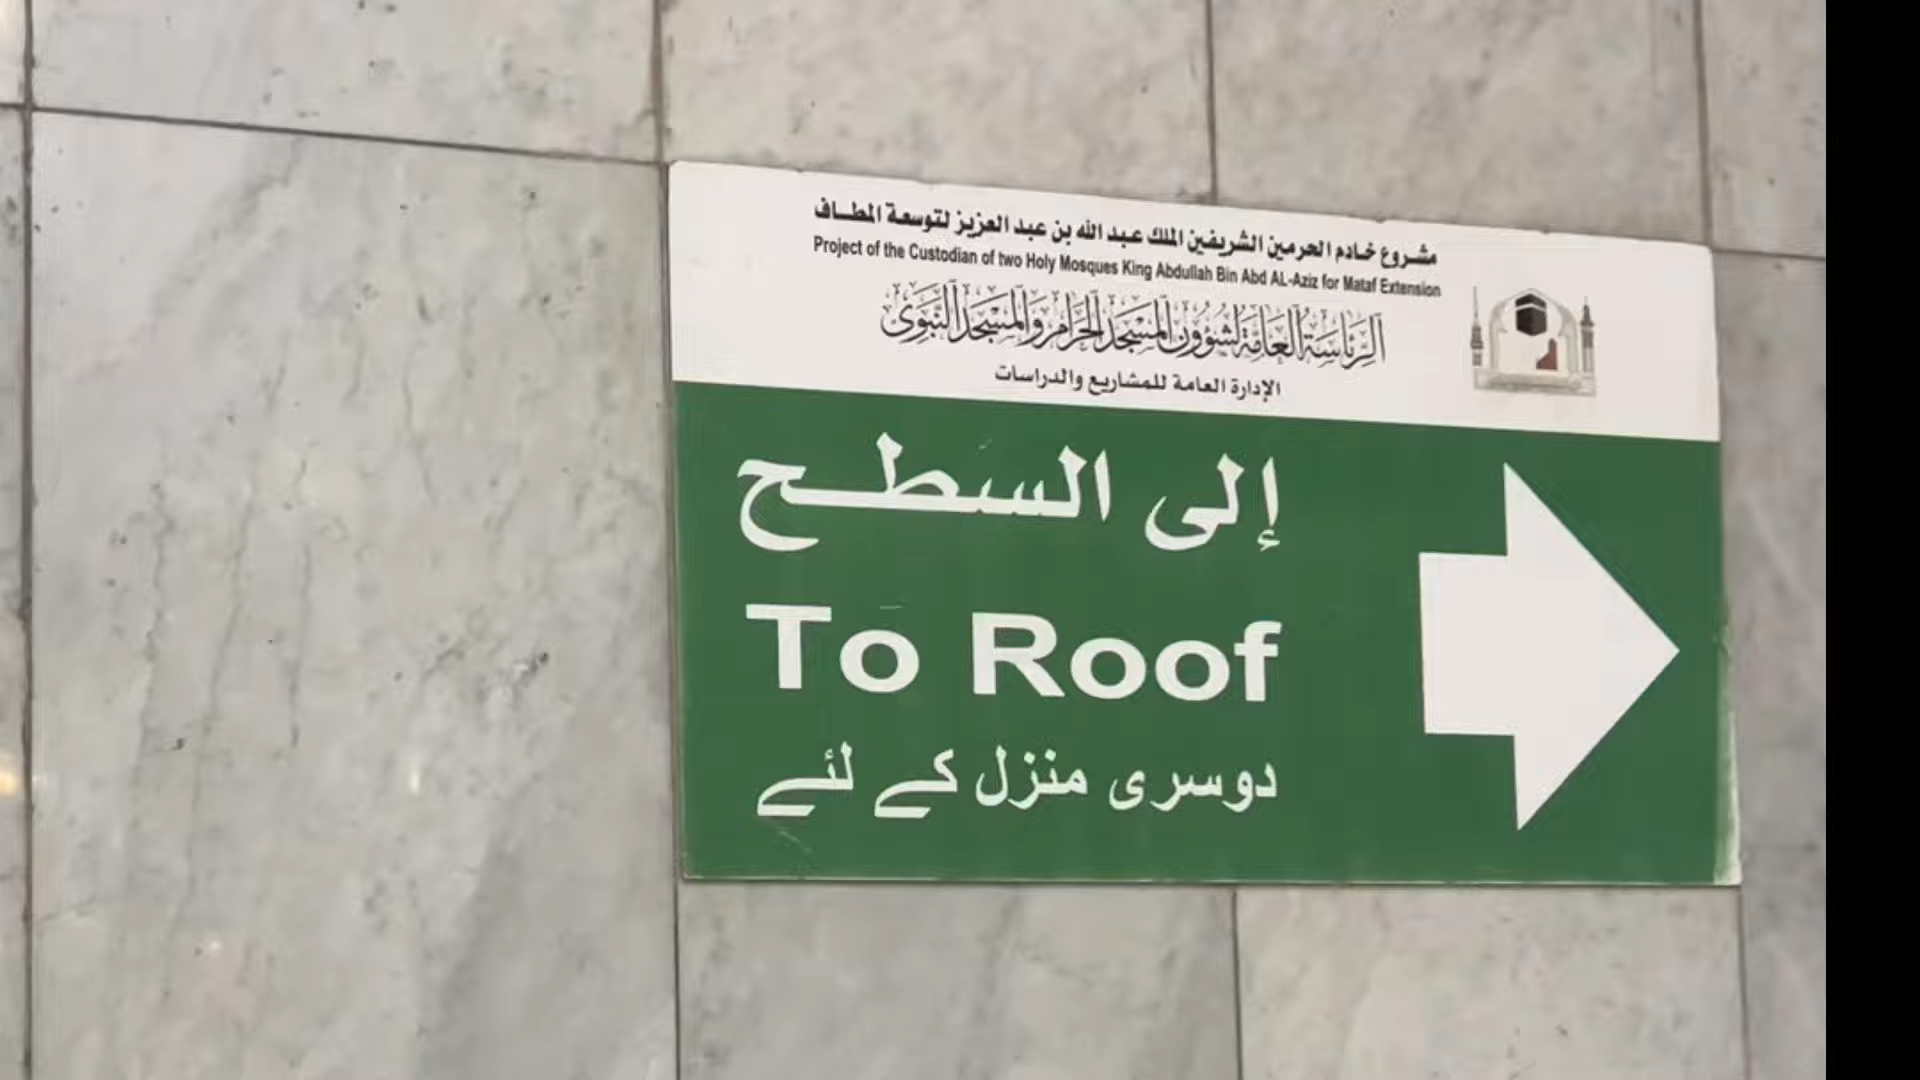 مشروع خادم الحرمين الشريفين الملك عبد الله بن عبد العزيز لتوسعة المطاف
Project of the Custodian of two Holy Mosques King Abdullah Bin Abd AL-Aziz for Mataf Extension
الرئاسة العامة لشؤون المسجد الحرام والمسجد النبوي
الإدارة العامة للمشاريع والدراسات
إلى السطح
To Roof
دوسری منزل کے لئے